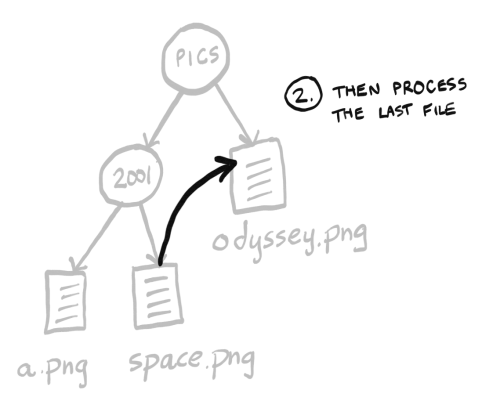 PICS
2. THEN PROCESS
THE LAST FILE
2001
odyssey.png
a.png
space.png